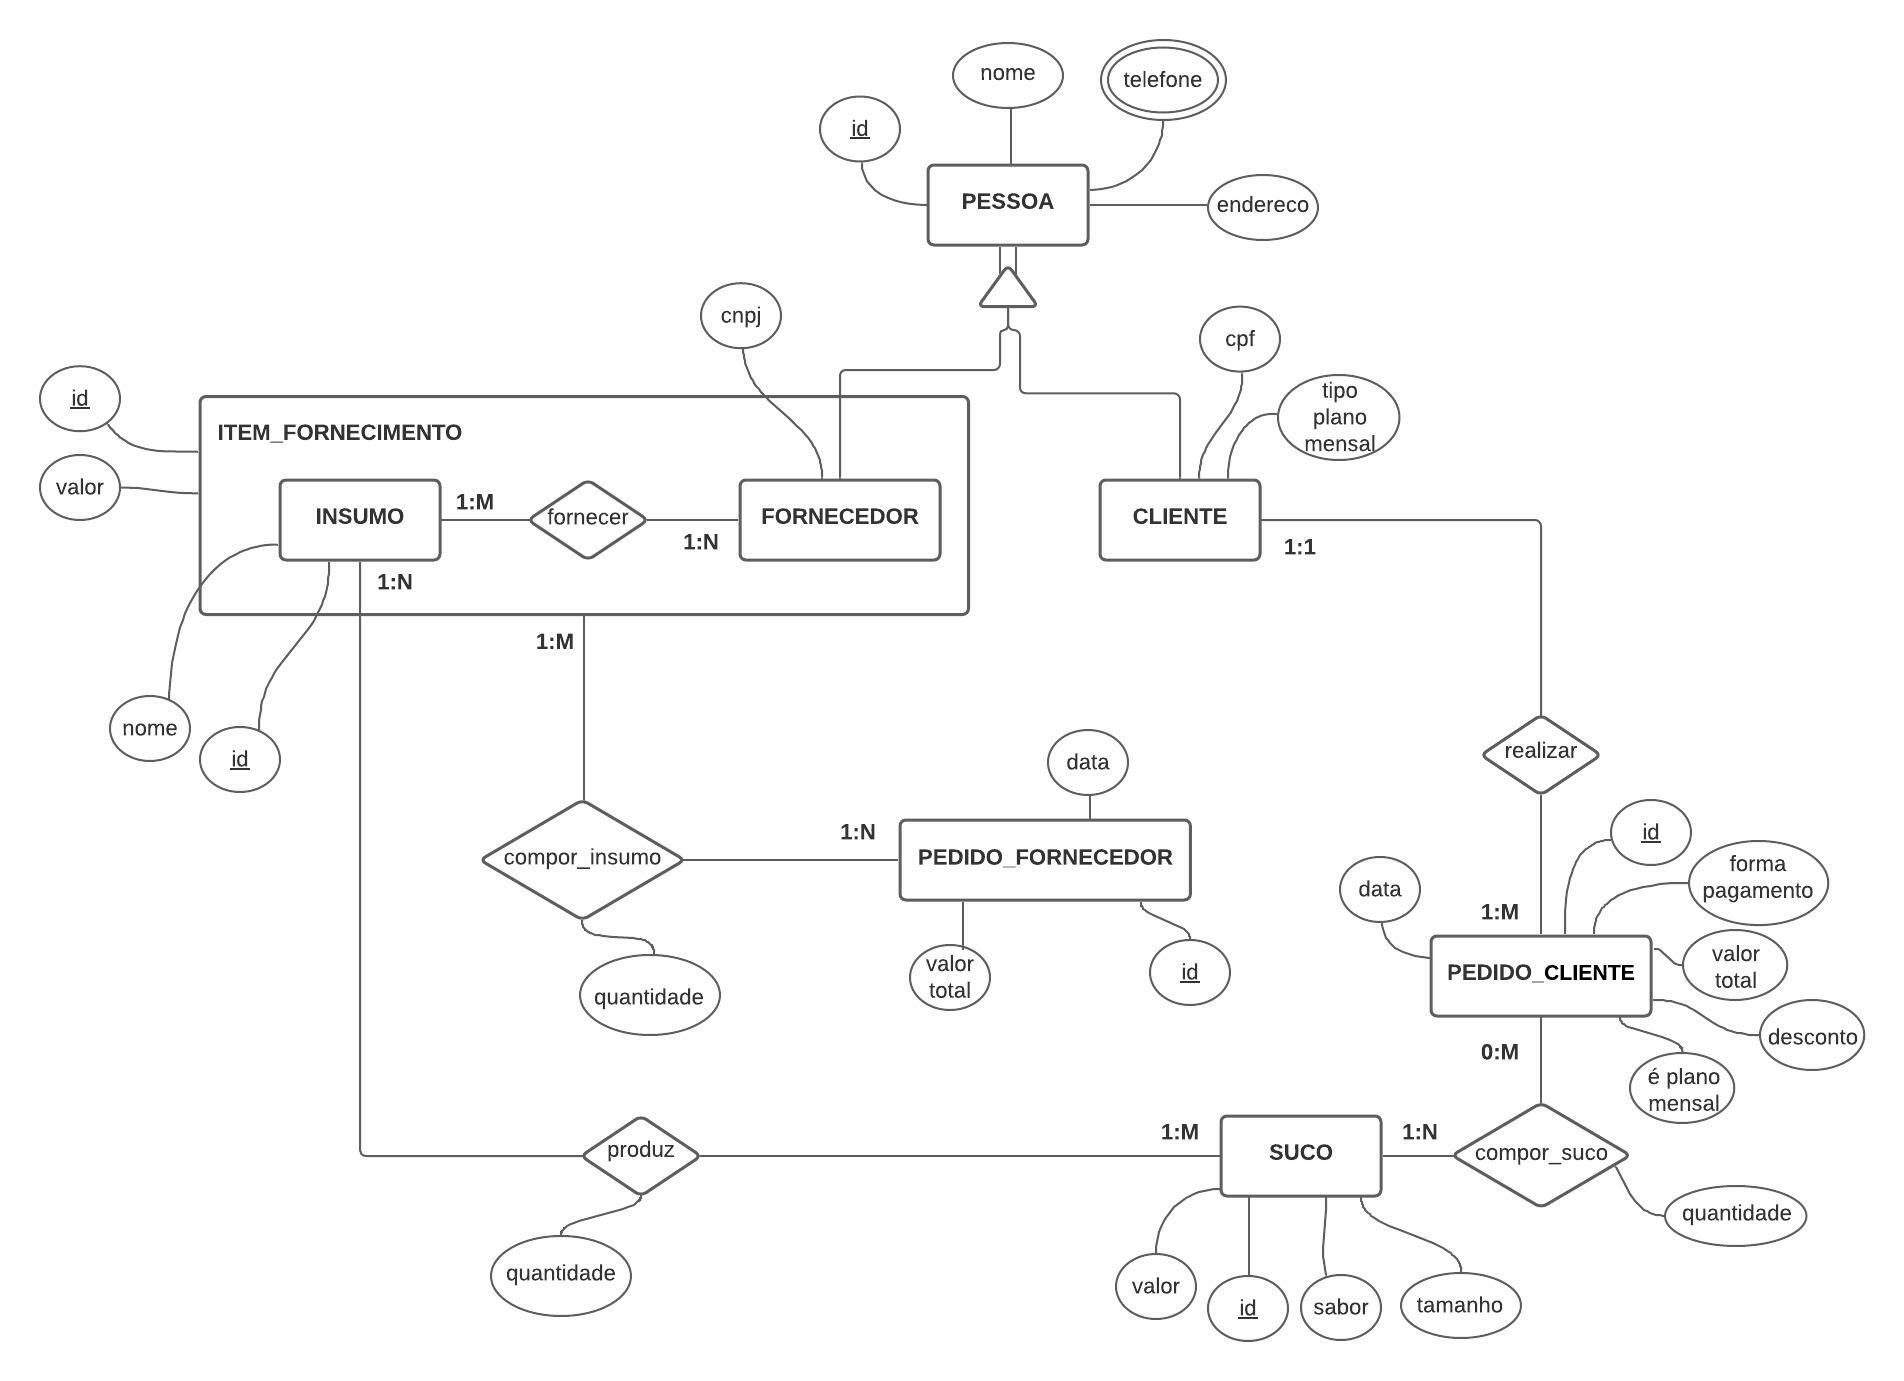 nome
telefone
id
PESSOA
endereco
cnpj
cpf
tipo
plano
mensal
id
ITEM_FORNECIMENTO
valor
INSUMO
1:M
fornecer
1:N
FORNECEDOR
CLIENTE
1:1
1:N
1:M
nome
id
realizar
data
id
compor_insumo
1:N
PEDIDO_FORNECEDOR
forma
pagamento
data
1:M
valor
total
id
quantidade
PEDIDO_CLIENTE
valor
total
desconto
0:M
é plano
mensal
produz
1:M
SUCO
1:N
compor_suco
quantidade
quantidade
valor
id
sabor
tamanho